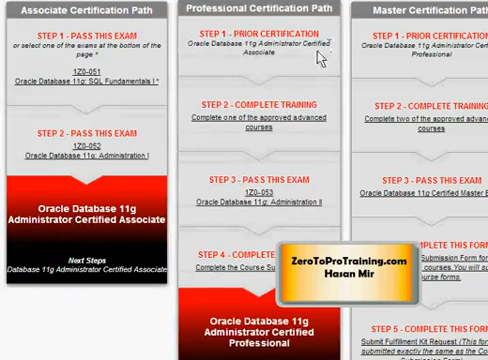 Associate Certification Path
STEP 1 - PASS THIS EXAM
or select one of the exams at the bottom of the
page *
1Z0-051
Oracle Database 11g: SQL Fundamentals I *
STEP 2 - PASS THIS EXAM
1Z0-052
Oracle Database 11g: Administration I
Oracle Database 11g
Administrator Certified Associate
Next Steps
Database 11g Administrator Certified Associate
Professional Certification Path
STEP 1 - PRIOR CERTIFICATION
Oracle Database 11g Administrator Certified
Associate
STEP 2 - COMPLETE TRAINING
Complete one of the approved advanced
courses
STEP 3 - PASS THIS EXAM
1Z0-053
Oracle Database 11g: Administration II
STEP 4 - COMPLETE
Complete the Course Su
Oracle Database 11g
Administrator Certified
Professional
Master Certification Path
STEP 1 - PRIOR CERTIFICATION
Oracle Database 11g Administrator Certified
Professional
STEP 2 - COMPLETE TRAINING
Complete two of the approved advanced
courses
STEP 3 - PASS THIS EXAM
Oracle Database 11g Certified Master E
MPLETE THIS FORM
Submission Form for
courses. You will su
urse forms.
STEP 5 - COMPLETE THIS FORM
Submit Fulfillment Kit Request (This for
submitted exactly the same as the Co
ZeroToProTraining.com
Hasan Mir